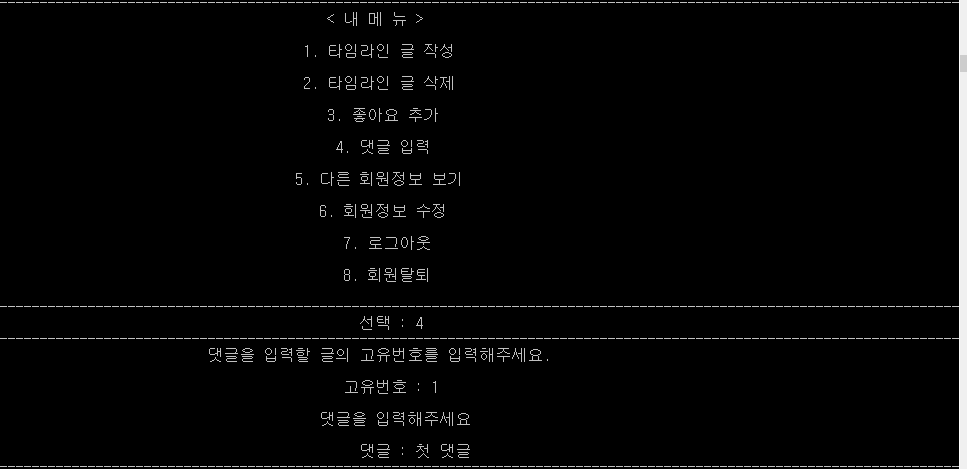 < 내 메 뉴 >
1. 타임라인 글 작성
2. 타임라인 글 삭제
3. 좋아요 추가
4. 댓글 입력
5. 다른 회원정보 보기
6. 회원정보 수정
7. 로그아웃
8. 회원탈퇴
선택 : 4
댓글을 입력할 글의 고유번호를 입력해주세요.
고유번호 : 1
댓글을 입력해주세요
댓글 : 첫 댓글